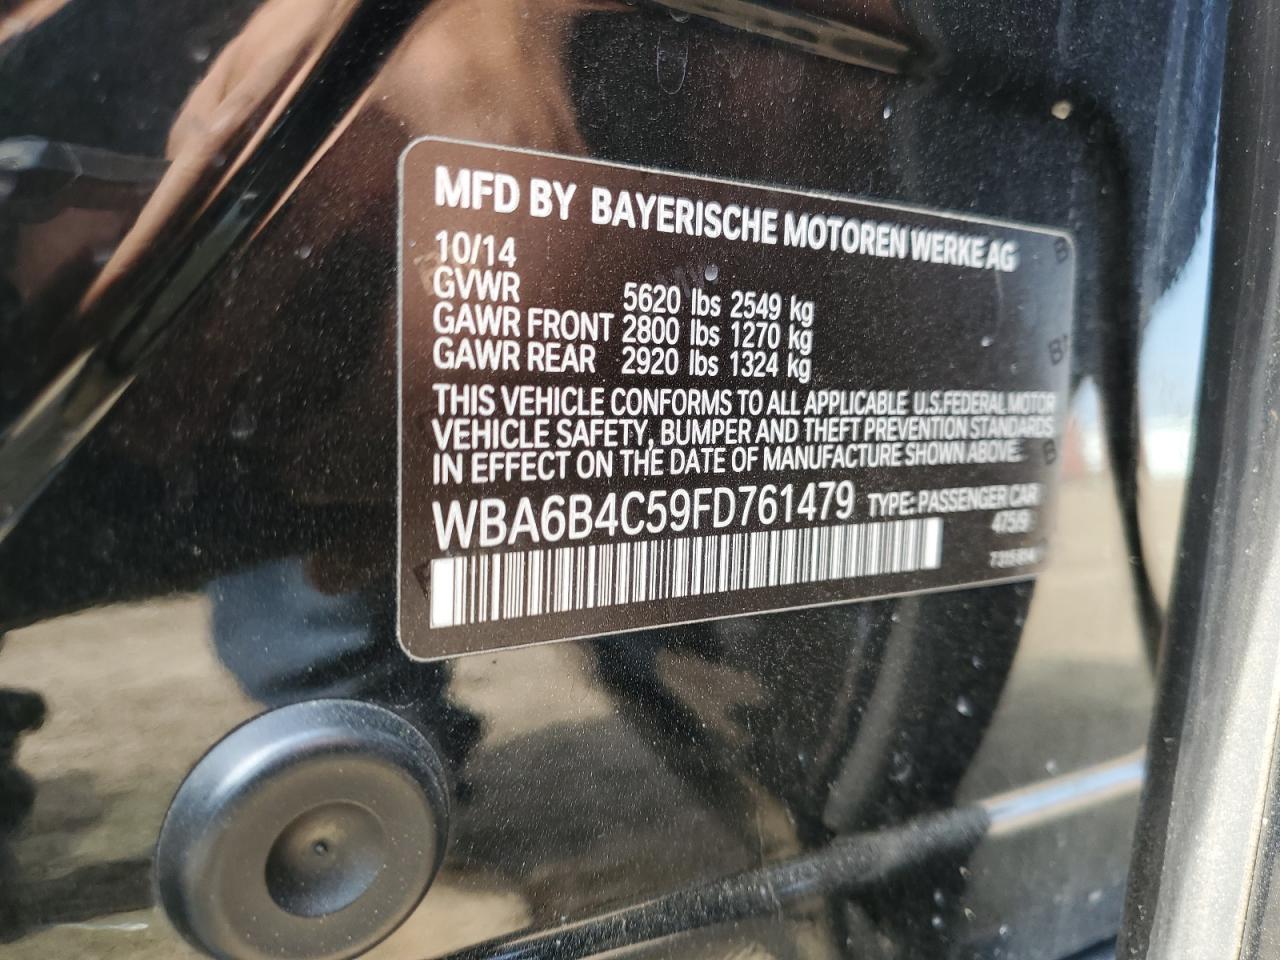 MFD BY BAYERISCHE MOTOREN WERKE AG
10/14
GVWR 5620 lbs 2549 kg
GAWR FRONT 2800 lbs 1270 kg
GAWR REAR 2920 lbs 1324 kg
THIS VEHICLE CONFORMS TO ALL APPLICABLE U.S.FEDERAL MOTOR
VEHICLE SAFETY, BUMPER AND THEFT PREVENTION STANDARDS
IN EFFECT ON THE DATE OF MANUFACTURE SHOWN ABOVE.
WBA6B4C59FD761479 TYPE: PASSENGER CAR